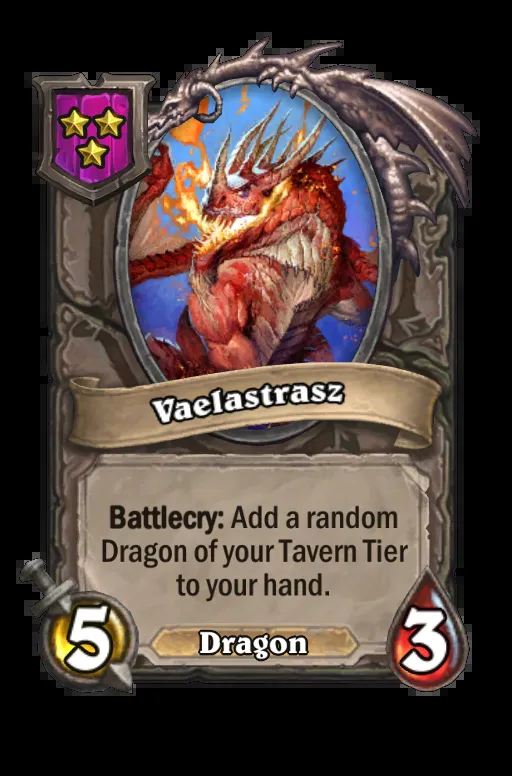 Vaelastrasz
Battlecry: Add a random
Dragon of your Tavern Tier
to your hand.
5
Dragon
3